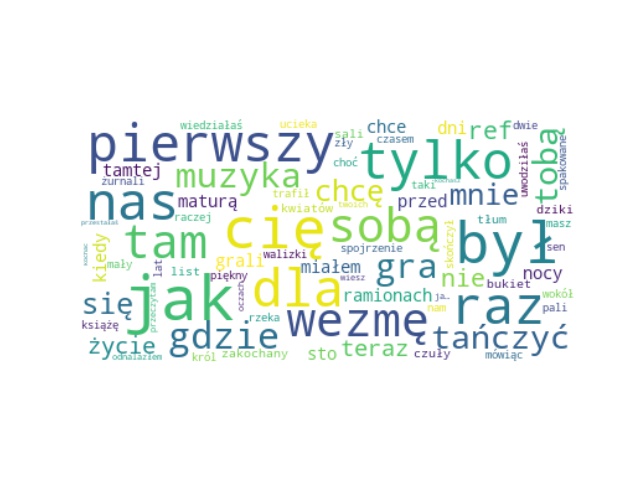 wiedziałaś ucieka chce dni ref dwie
pierwszy sali czasem
zły tylko tobą
tamtej muzyka choć taki uwodziłaś spakowane
żurnali trafił chcę przed mnie
nas maturą kwiatów twoich dziki
raczej cię sobą tłum był masz
tam skończył
kiedy walizki spojrzenie sen
mały lat list grali miałem gra nie nocy
piękny wiesz bukiet
jak oczach dla ramionach ja… raz wokół
się przeczytam nam pali
książę rzeka wezmę
gdzie tańczyć
życie sto teraz
odnalazłem król zakochany czuły mówiąc